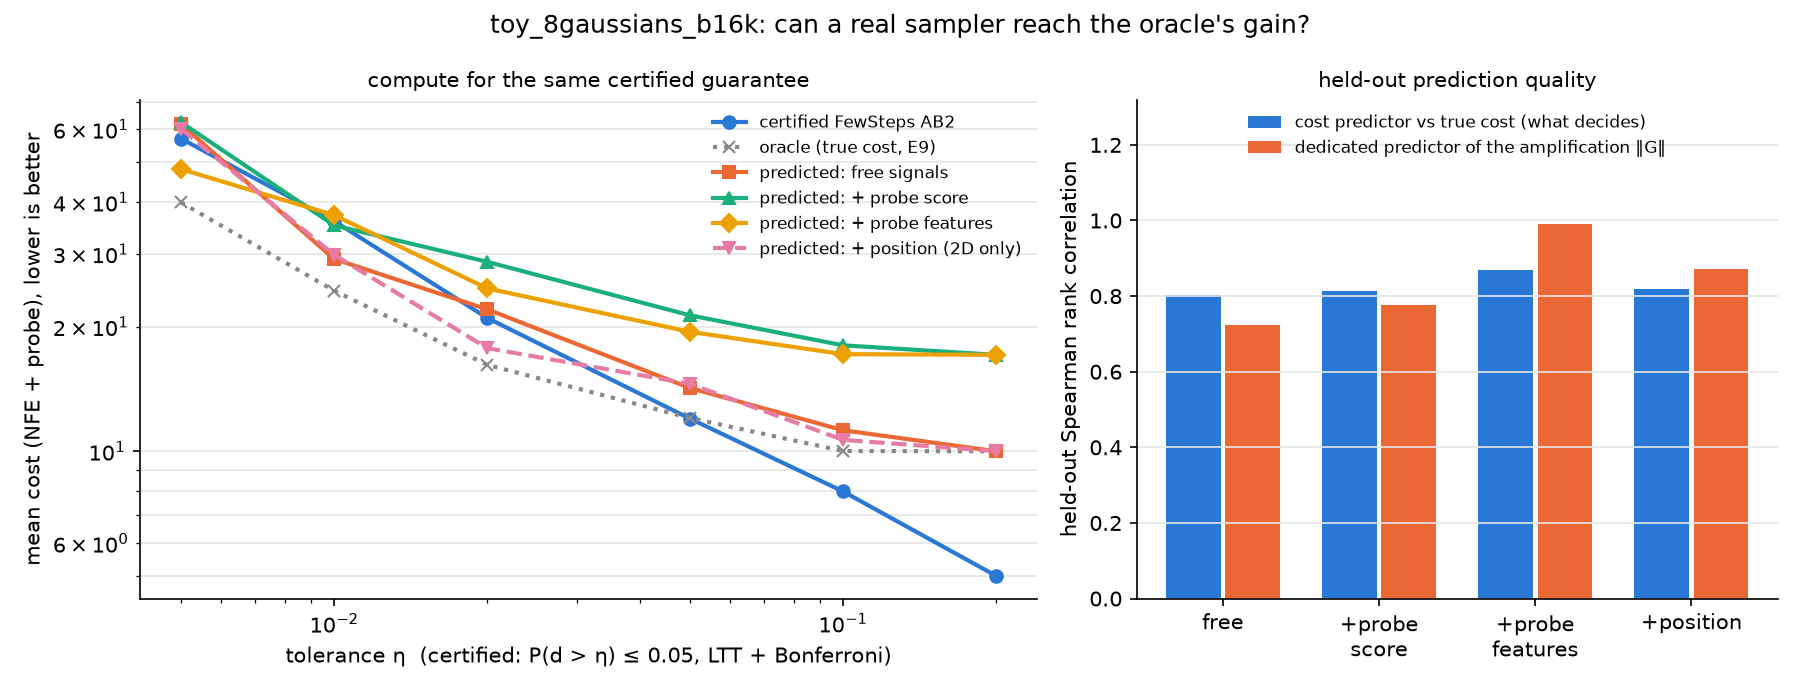 toy_8gaussians_b16k: can a real sampler reach the oracle's gain?
compute for the same certified guarantee
mean cost (NFE + probe), lower is better
6 × 10¹
4 × 10¹
3 × 10¹
2 × 10¹
10¹
6 × 10⁰
10⁻²
10⁻¹
tolerance η (certified: P(d > η) ≤ 0.05, LTT + Bonferroni)
certified FewSteps AB2
oracle (true cost, E9)
predicted: free signals
predicted: + probe score
predicted: + probe features
predicted: + position (2D only)
held-out prediction quality
held-out Spearman rank correlation
1.2
1.0
0.8
0.6
0.4
0.2
0.0
cost predictor vs true cost (what decides)
dedicated predictor of the amplification ‖G‖
free
+probe
score
+probe
features
+position